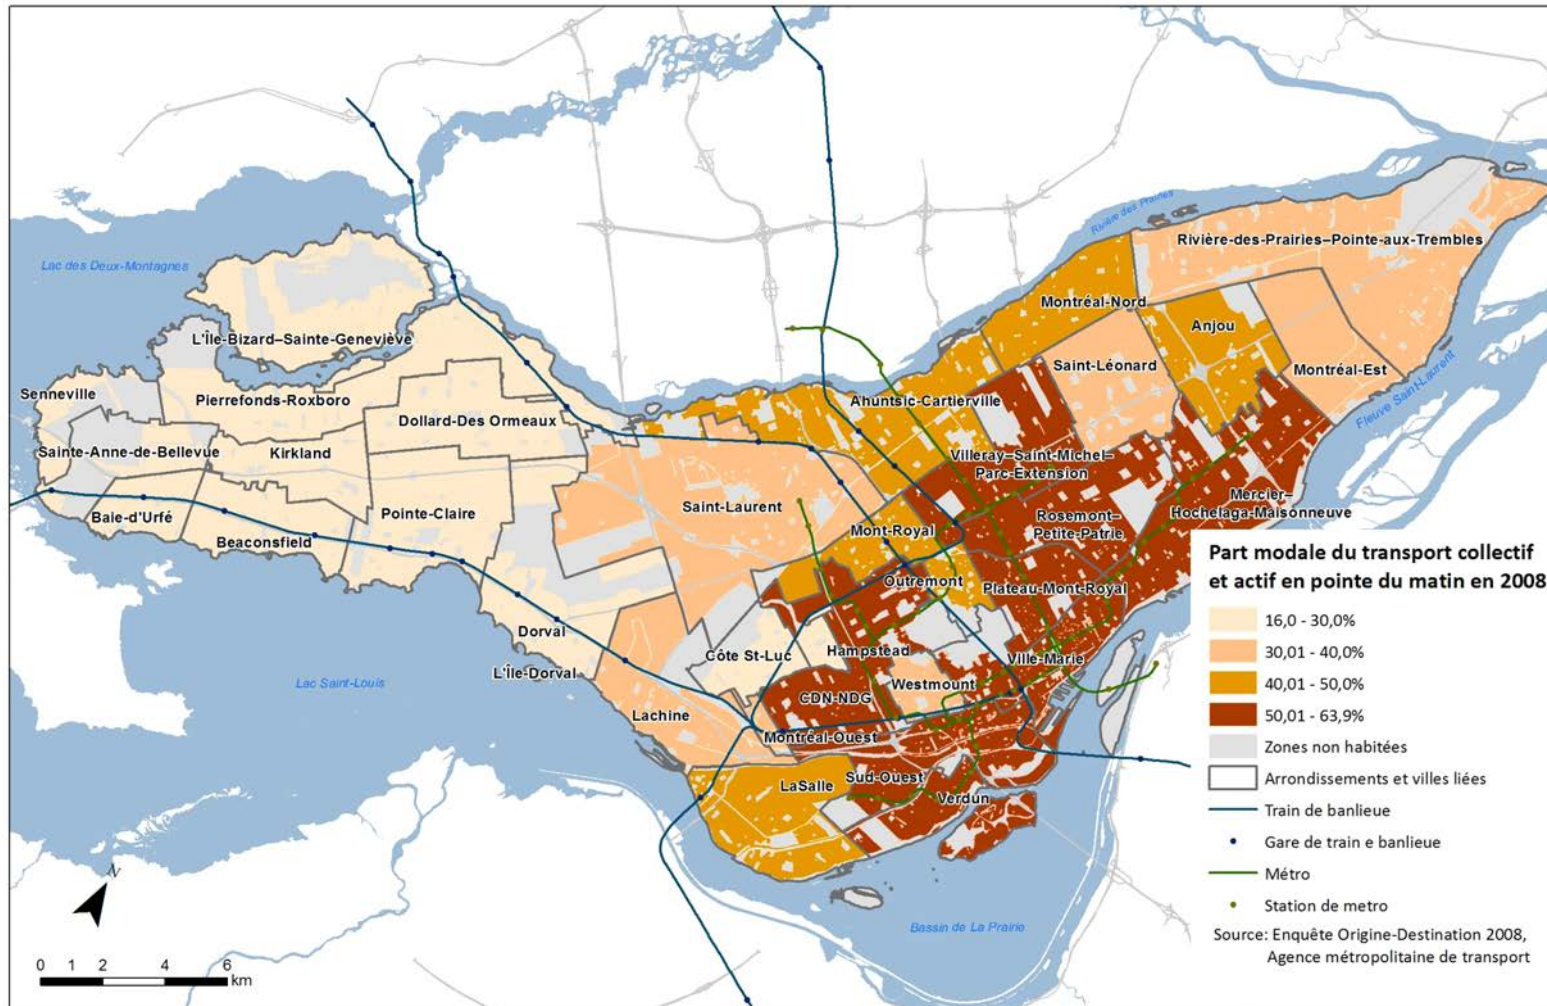 Rivière des Prairies
Lac des Deux-Montagnes
Rivière-des-Prairies–Pointe-aux-Trembles
Montréal-Nord
Anjou
L'Île-Bizard–Sainte-Geneviève
Saint-Léonard
Montréal-Est
Fleuve Saint-Laurent
Senneville
Pierrefonds-Roxboro
Ahuntsic-Cartierville
Dollard-Des Ormeaux
Sainte-Anne-de-Bellevue
Kirkland
Villeray–Saint-Michel–
Parc-Extension
Saint-Laurent
Mercier–
Hochelaga-Maisonneuve
Baie-d'Urfé
Pointe-Claire
Rosemont–
Petite-Patrie
Beaconsfield
Mont-Royal
Outremont
Plateau-Mont-Royal
Dorval
Hampstead
Côte St-Luc
Ville-Marie
L'Île-Dorval
Lac Saint-Louis
Westmount
CDN-NDG
Lachine
Montréal-Ouest
LaSalle
Sud-Ouest
Verdun
Bassin de La Prairie
N
0 1 2 4 6
km
Part modale du transport collectif
et actif en pointe du matin en 2008
16,0 - 30,0%
30,01 - 40,0%
40,01 - 50,0%
50,01 - 63,9%
Zones non habitées
Arrondissements et villes liées
Train de banlieue
Gare de train e banlieue
Métro
Station de metro
Source: Enquête Origine-Destination 2008,
Agence métropolitaine de transport